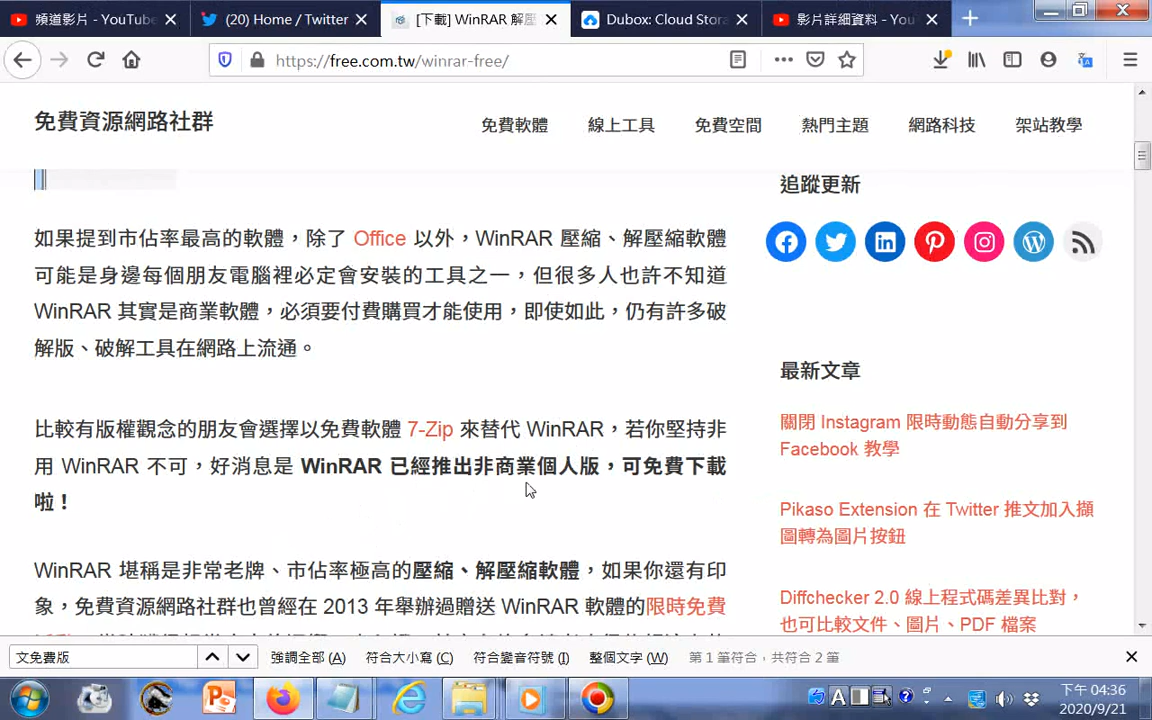 頻道影片 - YouTube
(20) Home / Twitter
[下載] WinRAR 解壓
Dubox: Cloud Stora
影片詳細資料 - You
https://free.com.tw/winrar-free/
免費資源網路社群
免費軟體
線上工具
免費空間
熱門主題
網路科技
架站教學
如果提到市佔率最高的軟體，除了 Office 以外，WinRAR 壓縮、解壓縮軟體
可能是身邊每個朋友電腦裡必定會安裝的工具之一，但很多人也許不知道
WinRAR 其實是商業軟體，必須要付費購買才能使用，即使如此，仍有許多破
解版、破解工具在網路上流通。
比較有版權觀念的朋友會選擇以免費軟體 7-Zip 來替代 WinRAR，若你堅持非
用 WinRAR 不可，好消息是 WinRAR 已經推出非商業個人版，可免費下載
啦！
WinRAR 堪稱是非常老牌、市佔率極高的壓縮、解壓縮軟體，如果你還有印
象，免費資源網路社群也曾經在 2013 年舉辦過贈送 WinRAR 軟體的限時免費
追蹤更新
最新文章
關閉 Instagram 限時動態自動分享到
Facebook 教學
Pikaso Extension 在 Twitter 推文加入擷
圖轉為圖片按鈕
Diffchecker 2.0 線上程式碼差異比對，
也可比較文件、圖片、PDF 檔案
文免费版
強調全部 (A)
符合大小寫 (C)
符合變音符號 (I)
整個文字 (W)
第 1 筆符合，共符合 2 筆
下午 04:36
2020/9/21